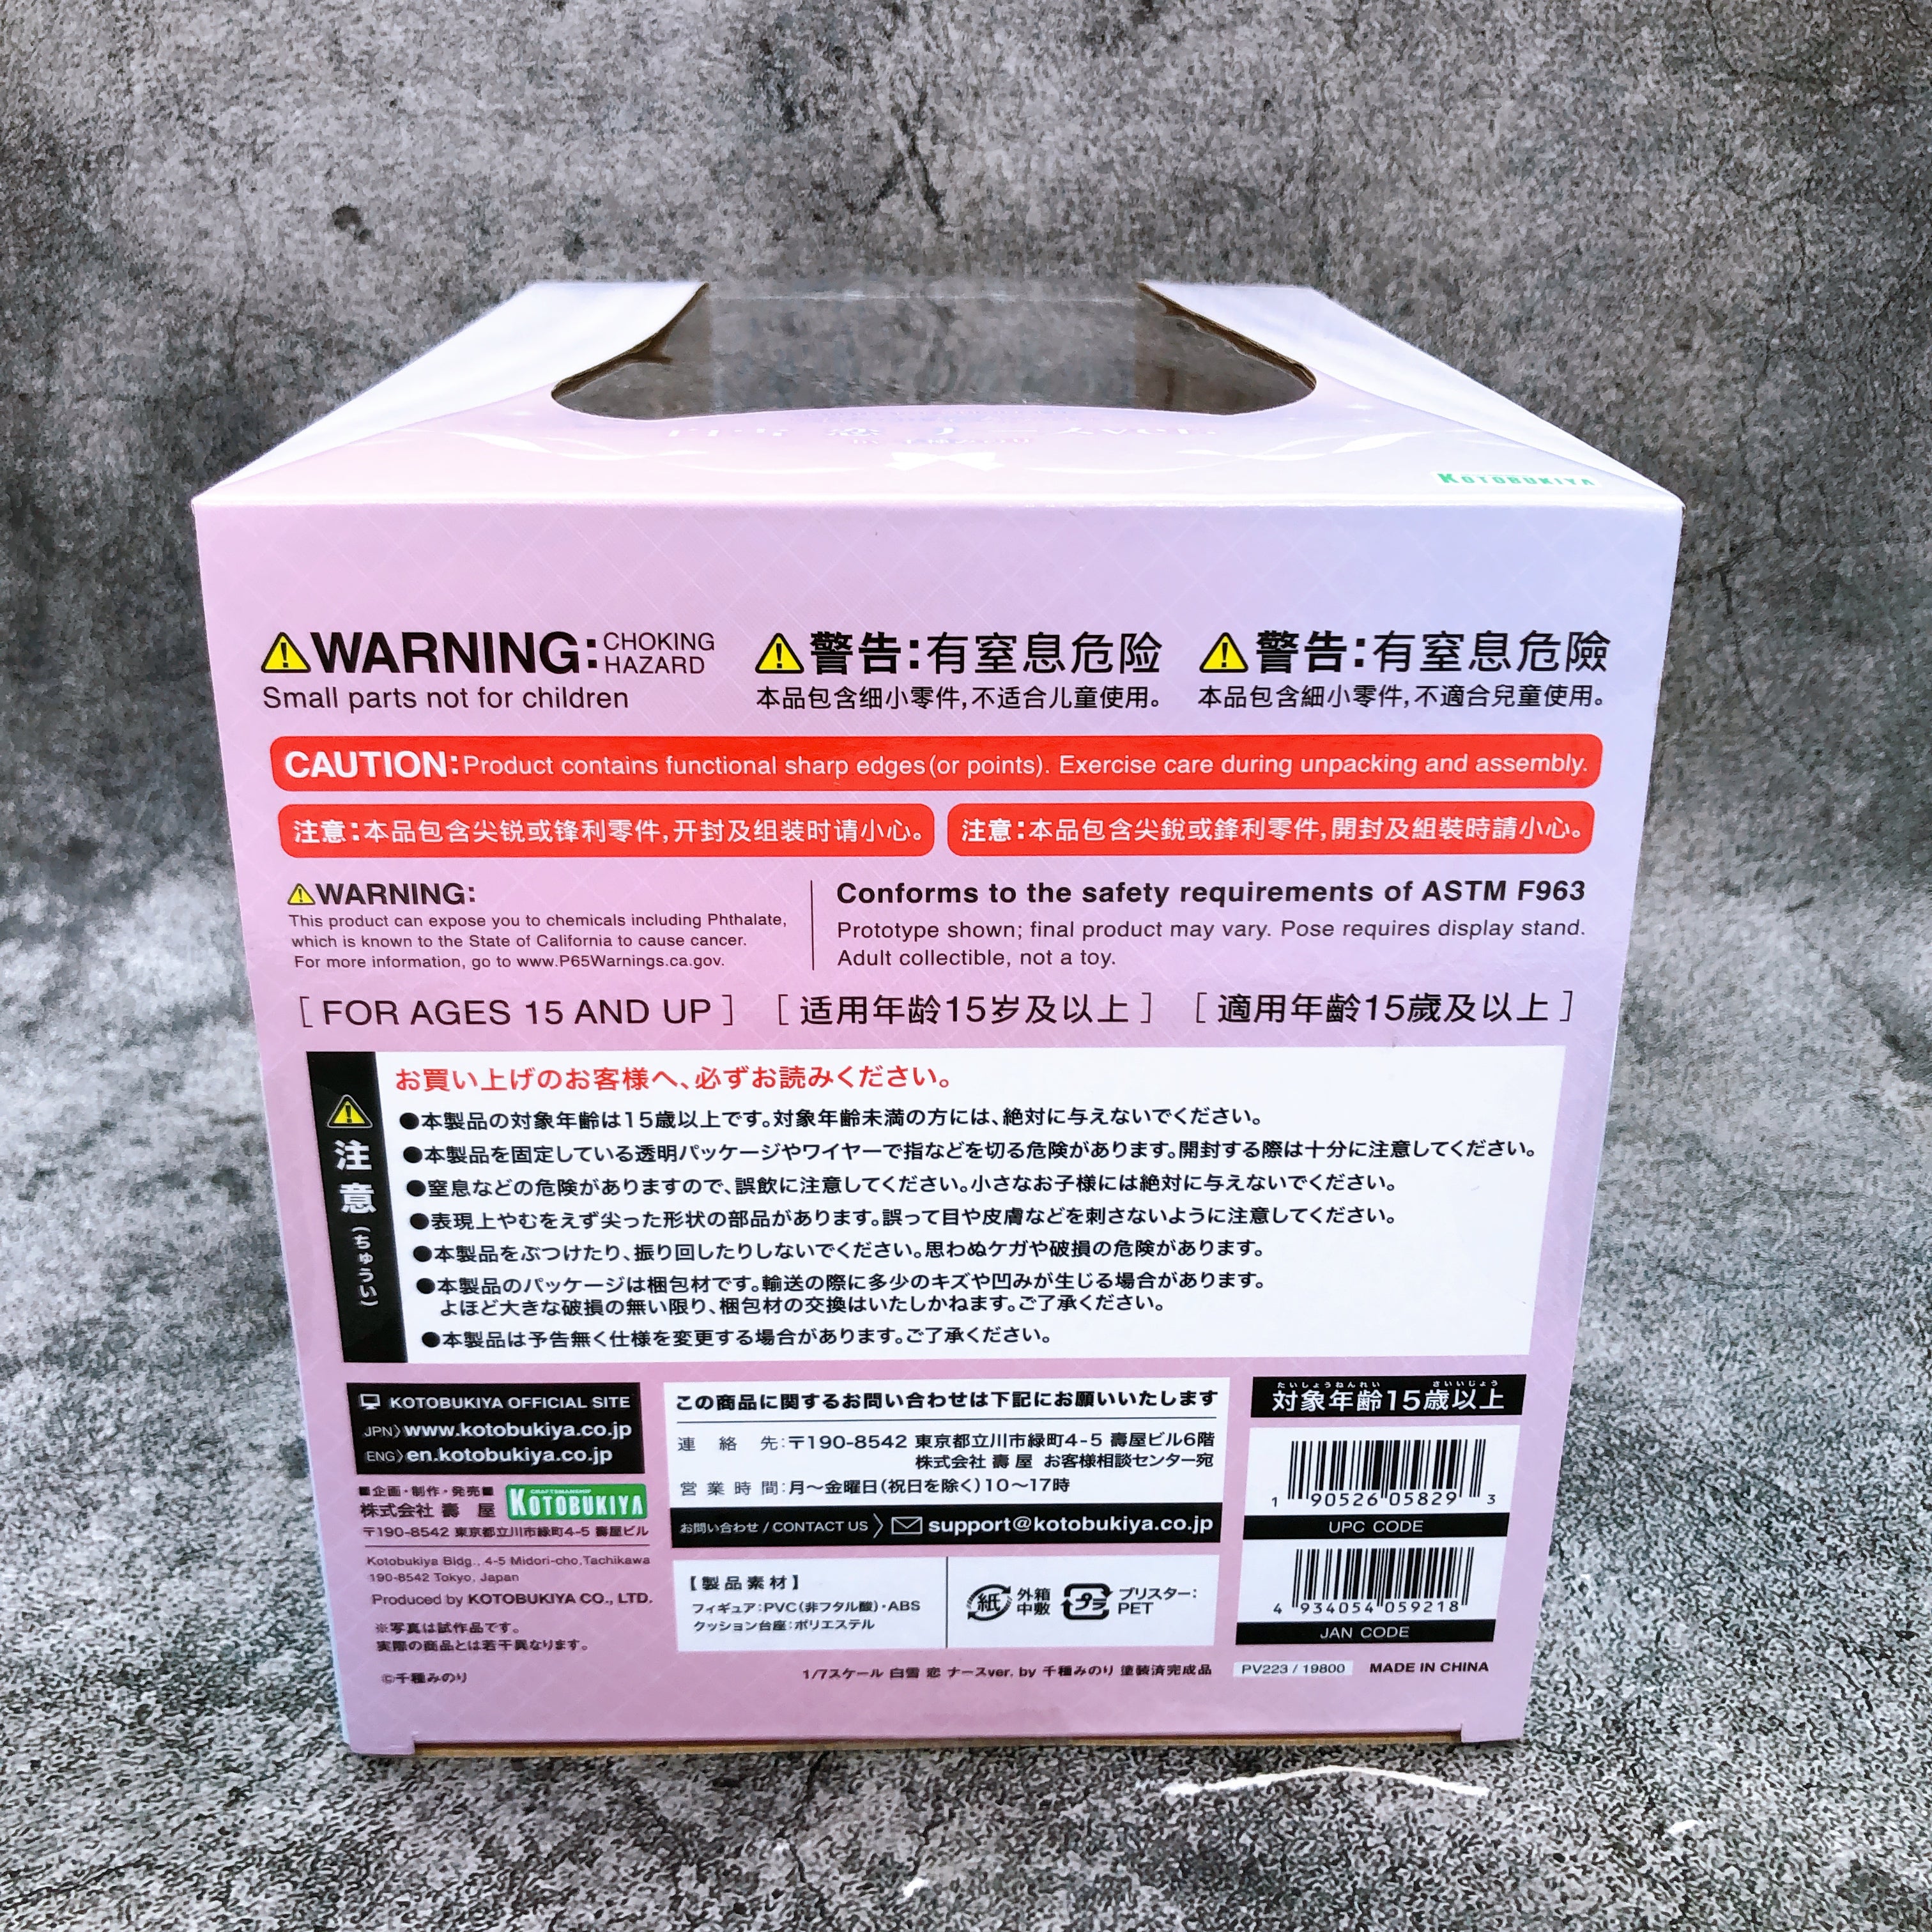 KOTOBUKIYA
⚠WARNING: CHOKING HAZARD
Small parts not for children
⚠警告:有窒息危险
本品包含细小零件,不适合儿童使用。
⚠警告:有窒息危險
本品包含細小零件,不適合兒童使用。
CAUTION: Product contains functional sharp edges (or points). Exercise care during unpacking and assembly.
注意:本品包含尖锐或锋利零件,开封及组装时请小心。
注意:本品包含尖銳或鋒利零件,開封及組裝時請小心。
⚠WARNING:
This product can expose you to chemicals including Phthalate,
which is known to the State of California to cause cancer.
For more information, go to www.P65Warnings.ca.gov.
Conforms to the safety requirements of ASTM F963
Prototype shown; final product may vary. Pose requires display stand.
Adult collectible, not a toy.
[ FOR AGES 15 AND UP ]
[ 适用年龄15岁及以上 ]
[ 適用年齡15歲及以上 ]
注意(ちゅうい)
お買い上げのお客様へ、必ずお読みください。
●本製品の対象年齢は15歳以上です。対象年齢未満の方には、絶対に与えないでください。
●本製品を固定している透明パッケージやワイヤーで指などを切る危険があります。開封する際は十分に注意してください。
●窒息などの危険がありますので、誤飲に注意してください。小さなお子様には絶対に与えないでください。
●表現上やむをえず尖った形状の部品があります。誤って目や皮膚などを刺さないように注意してください。
●本製品をぶつけたり、振り回したりしないでください。思わぬケガや破損の危険があります。
●本製品のパッケージは梱包材です。輸送の際に多少のキズや凹みが生じる場合があります。
よほど大きな破損の無い限り、梱包材の交換はいたしかねます。ご了承ください。
●本製品は予告無く仕様を変更する場合があります。ご了承ください。
KOTOBUKIYA OFFICIAL SITE
JPN〉www.kotobukiya.co.jp
ENG〉en.kotobukiya.co.jp
■企画・制作・発売■
株式会社 壽 屋
CRAFTSMANSHIP
KOTOBUKIYA
〒190-8542 東京都立川市緑町4-5 壽屋ビル
Kotobukiya Bldg., 4-5 Midori-cho,Tachikawa
190-8542 Tokyo, Japan
Produced by KOTOBUKIYA CO., LTD.
※写真は試作品です。
実際の商品とは若干異なります。
©千種みのり
この商品に関するお問い合わせは下記にお願いいたします
連絡先:〒190-8542 東京都立川市緑町4-5 壽屋ビル6階
株式会社 壽 屋 お客様相談センター宛
営業時間:月〜金曜日(祝日を除く)10〜17時
お問い合わせ / CONTACT US 〉 support@kotobukiya.co.jp
【製品素材】
フィギュア:PVC(非フタル酸)・ABS
クッション台座:ポリエステル
紙 外箱
中敷
プラ ブリスター:
PET
たいしょうねんれい さいいじょう
対象年齢15歳以上
1 90526 05829 3
UPC CODE
4 934054 059218
JAN CODE
1/7スケール 白雪 恋 ナースver. by 千種みのり 塗装済完成品
PV223 / 19800
MADE IN CHINA